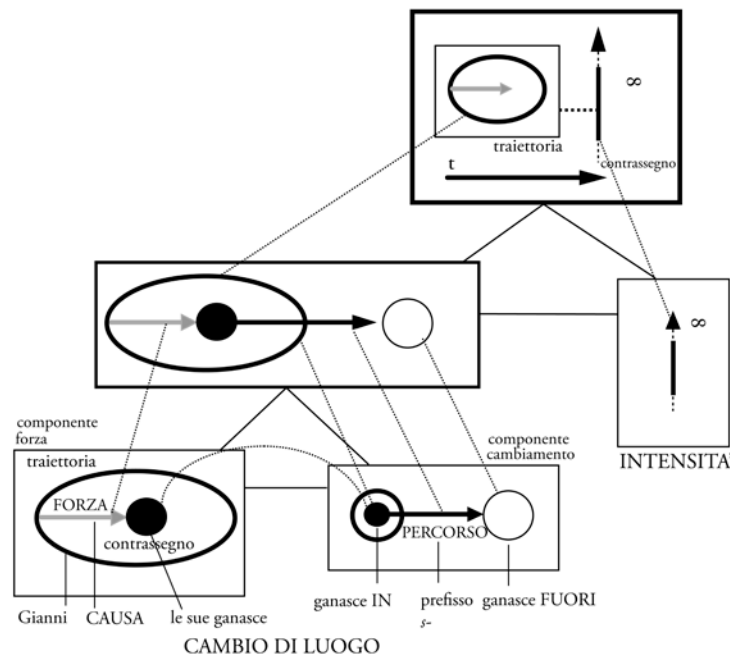 ∞
traiettoria
t
contrassegno
∞
componente
forza
traiettoria
FORZA
contrassegno
componente
cambiamento
PERCORSO
INTENSITA'
Gianni
CAUSA
le sue ganasce
ganasce IN
prefisso
s-
ganasce FUORI
CAMBIO DI LUOGO